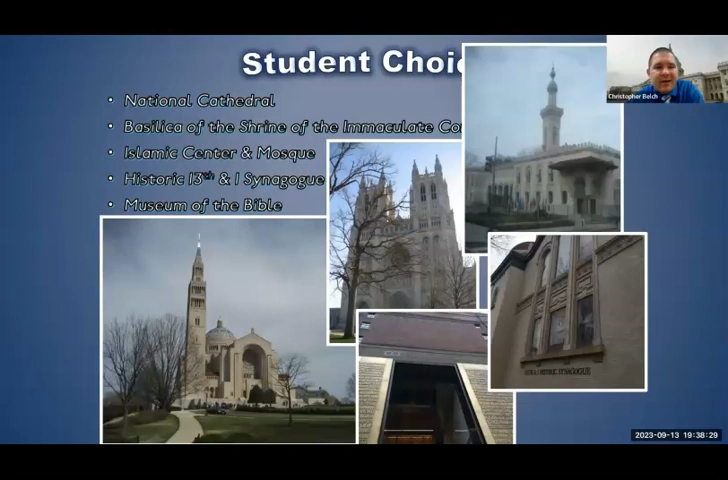 Student Choic
• National Cathedral
• Basilica of the Shrine of the Immaculate Co
• Islamic Center & Mosque
• Historic 13th & I Synagogue
• Museum of the Bible
Christopher Belch
2023-09-13 19:38:29